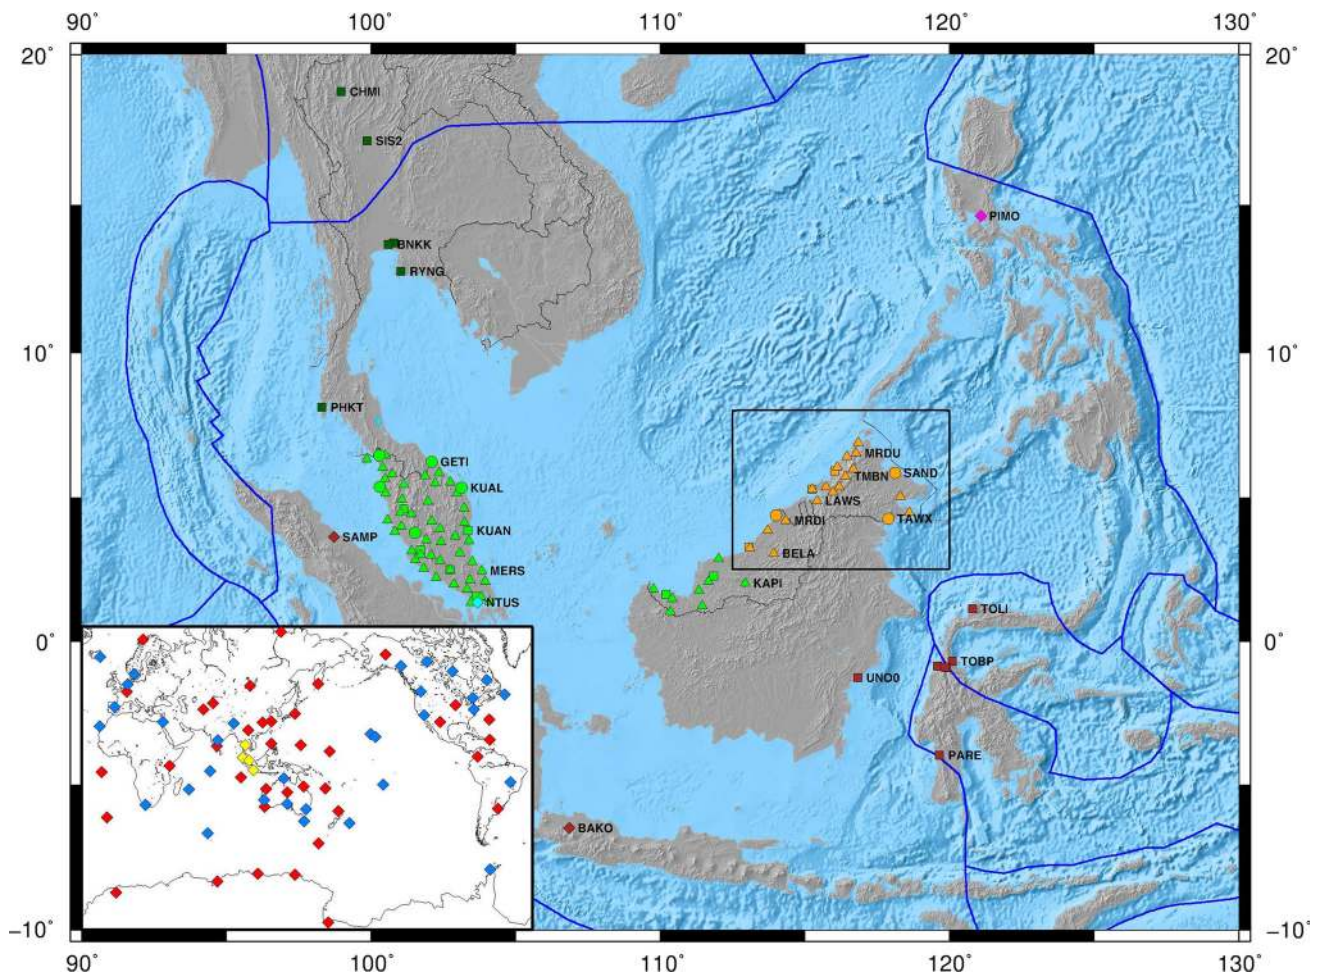 90° 100° 110° 120° 130°
20° 20°
CHMI
SIS2
PIMO
BNKK
RYNG
10° 10°
PHKT
MRDU
GETI
SAND
TMBN
KUAL
LAWS
MRDI
TAWX
KUAN
SAMP
BELA
MERS
KAPI
NTUS
TOLI
0° 0°
TOBP
UNO0
PARE
BAKO
-10° -10°
90° 100° 110° 120° 130°